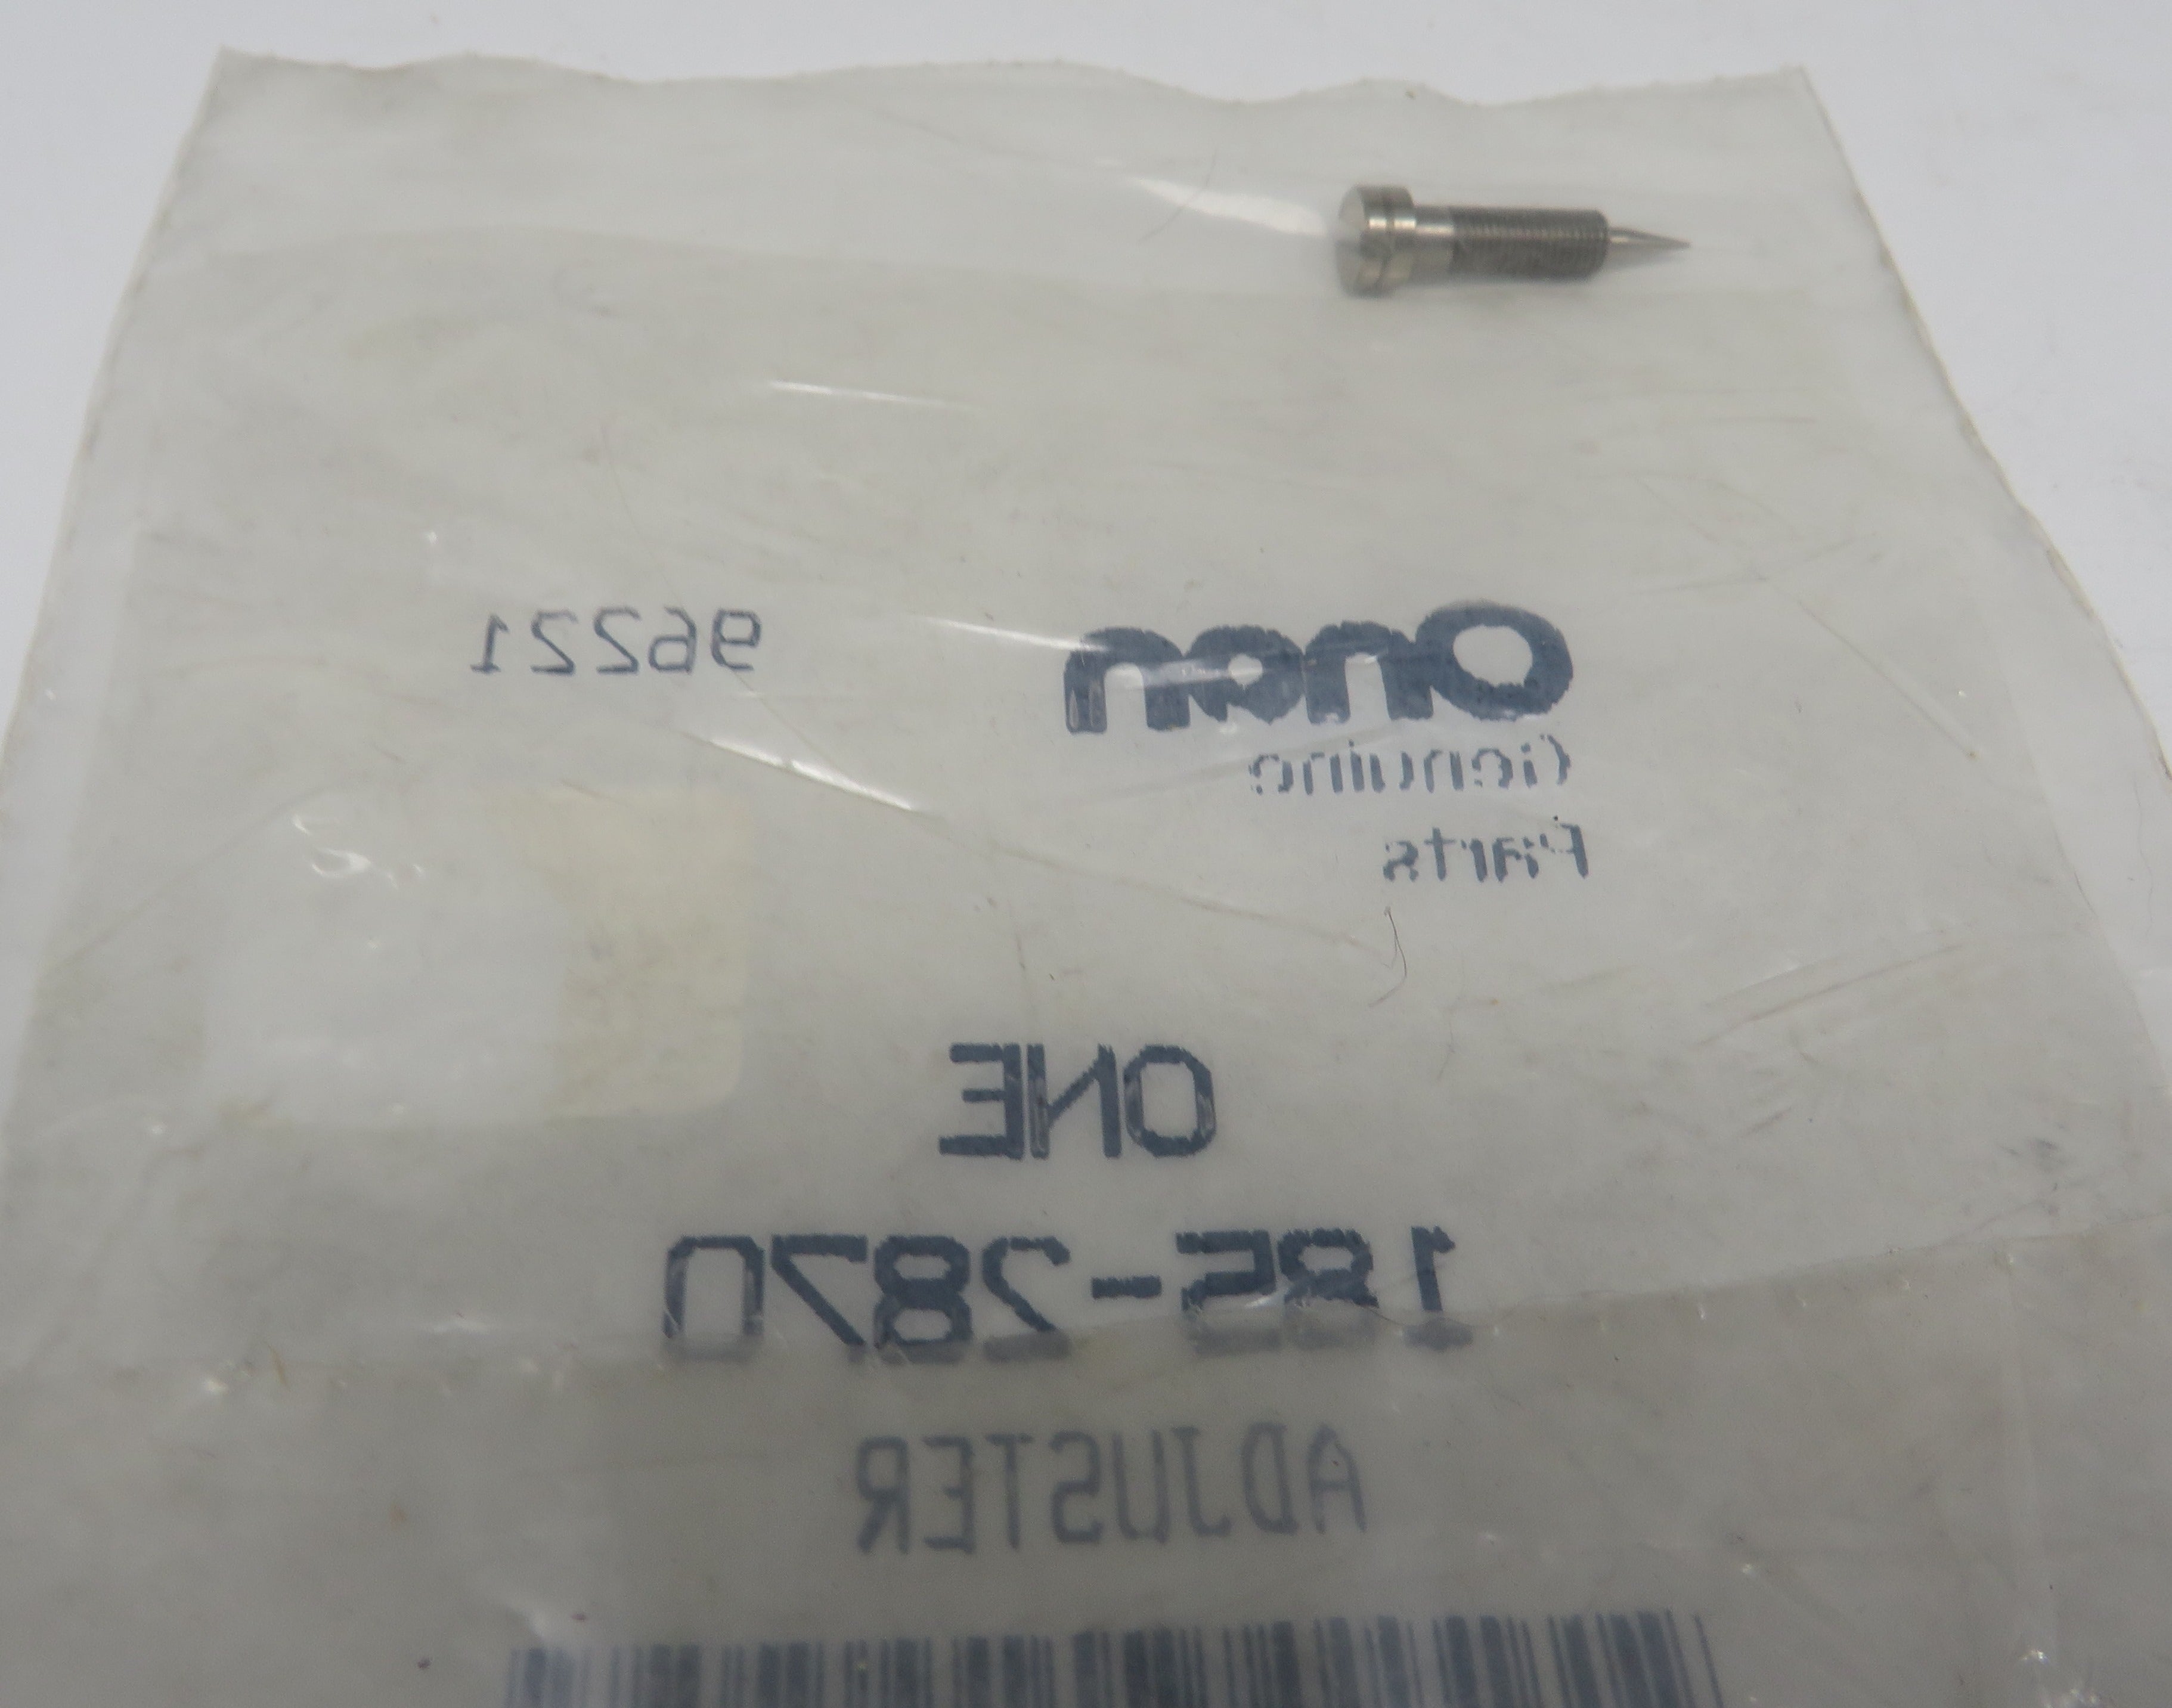 Onan 96221
Genuine
Parts
ONE
185-2870
ADJUSTER